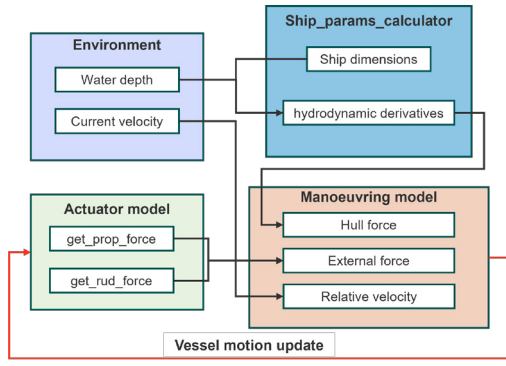 Environment
Water depth
Current velocity
Ship_params_calculator
Ship dimensions
hydrodynamic derivatives
Actuator model
get_prop_force
get_rud_force
Manoeuvring model
Hull force
External force
Relative velocity
Vessel motion update